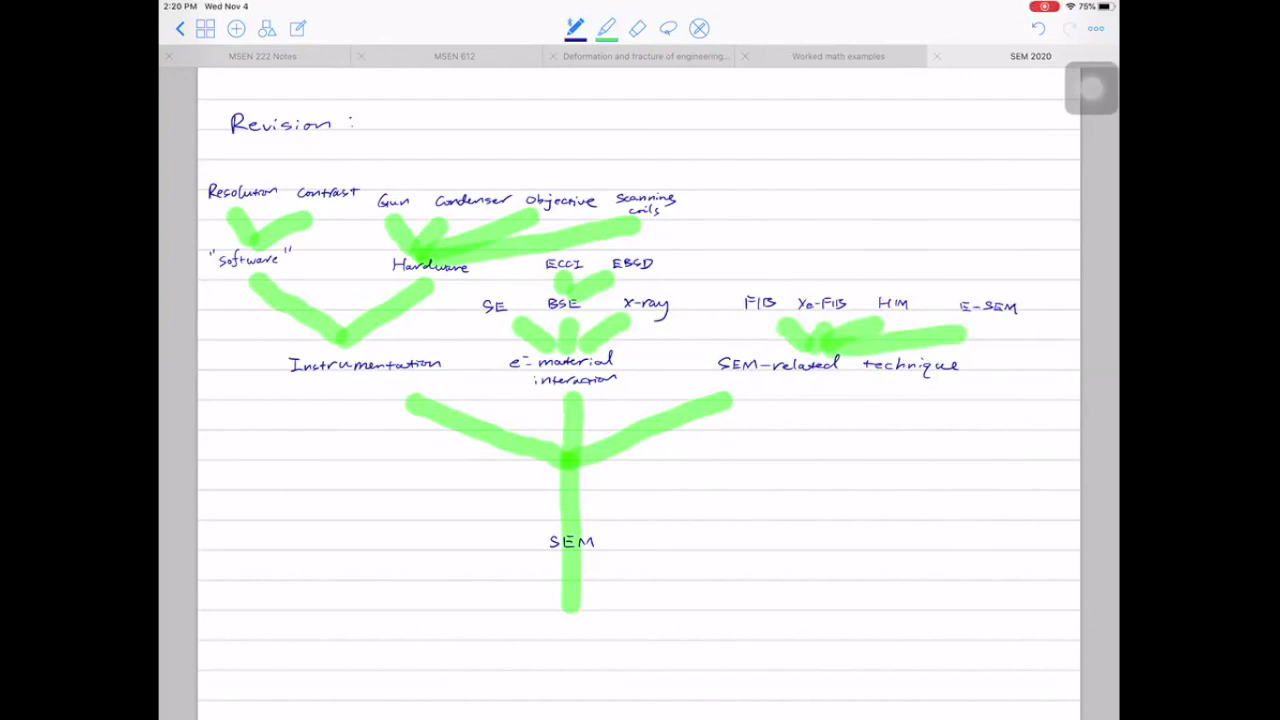 2:20 PM Wed Nov 4
75%
MSEN 222 Notes
MSEN 612
Deformation and fracture of engineering...
Worked math examples
SEM 2020
Revision :
Resolution Contrast Gun Condenser Objective Scanning coils
"Software" Hardware ECCI EBSD
SE BSE X-ray FIB Xe-FIB HIM E-SEM
Instrumentation e⁻-material interaction SEM-related technique
SEM